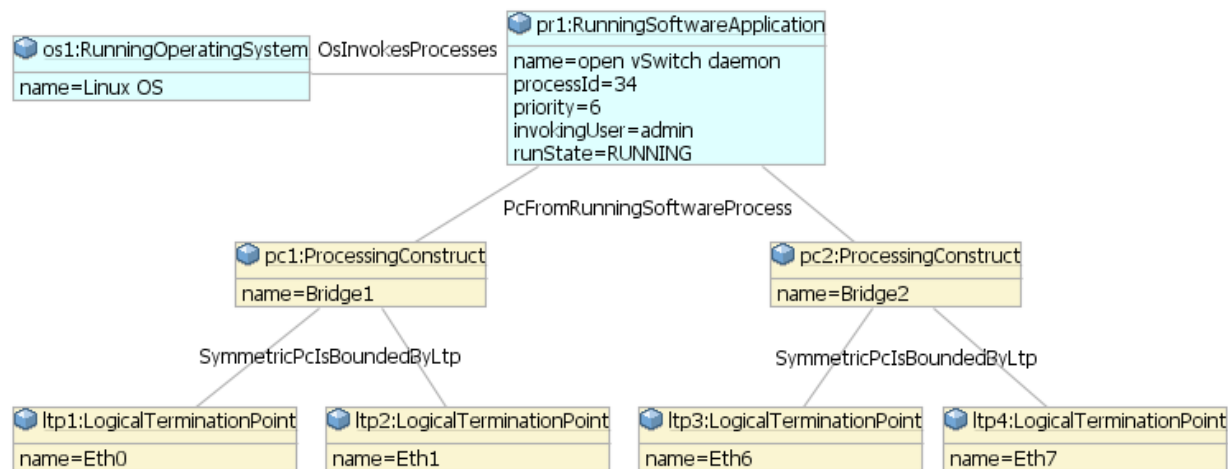 pr1:RunningSoftwareApplication
os1:RunningOperatingSystem
OsInvokesProcesses
name=Linux OS
name=open vSwitch daemon
processId=34
priority=6
invokingUser=admin
runState=RUNNING
PcFromRunningSoftwareProcess
pc1:ProcessingConstruct
pc2:ProcessingConstruct
name=Bridge1
name=Bridge2
SymmetricPcIsBoundedByLtp
SymmetricPcIsBoundedByLtp
ltp1:LogicalTerminationPoint
ltp2:LogicalTerminationPoint
ltp3:LogicalTerminationPoint
ltp4:LogicalTerminationPoint
name=Eth0
name=Eth1
name=Eth6
name=Eth7